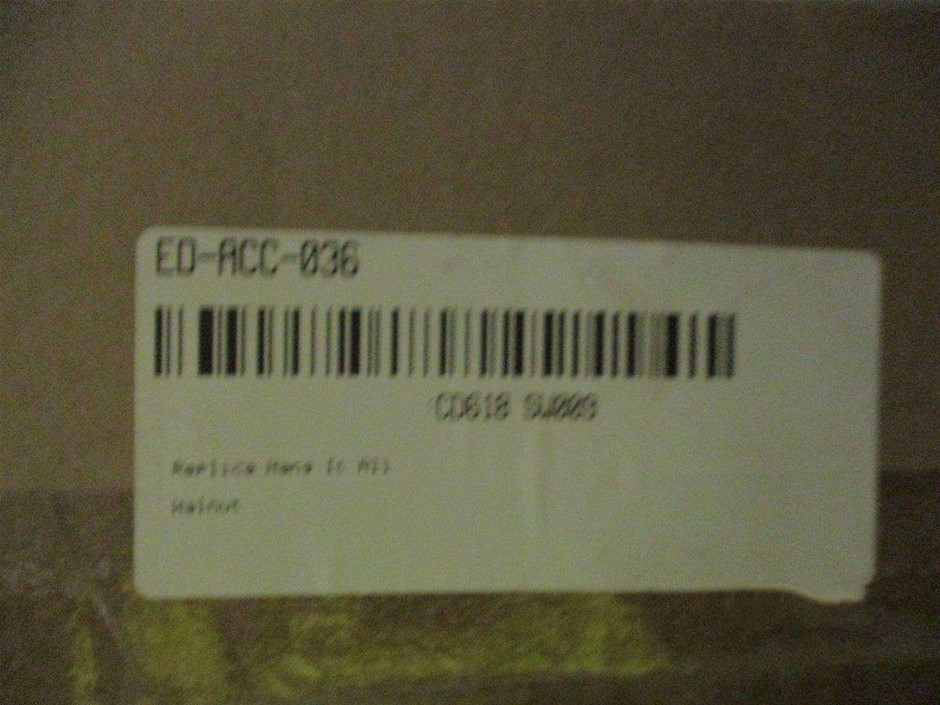 ED-ACC-036
CD618 SW009
Replica Hang It All
Walnut